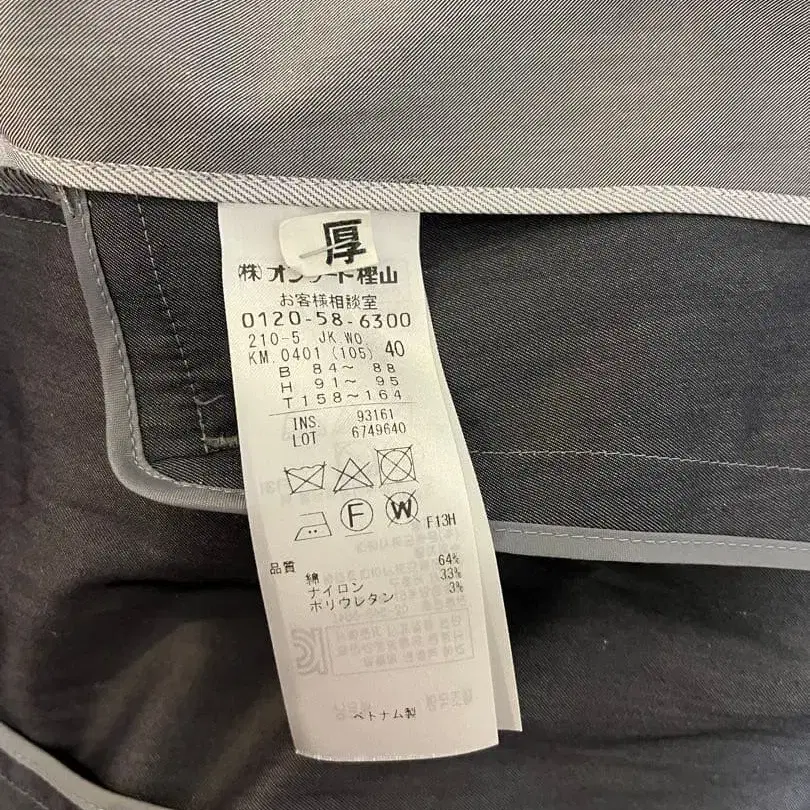 厚
(株)オンワード樫山
お客様相談室
0120-58-6300
210-5 JK.WO
KM.0401 (105) 40
B 84~ 88
H 91~ 95
T 158~164
INS. 93161
LOT 6749640
F W
F13H
品質 綿 64%
ナイロン 33%
ポリウレタン 3%
ベトナム製